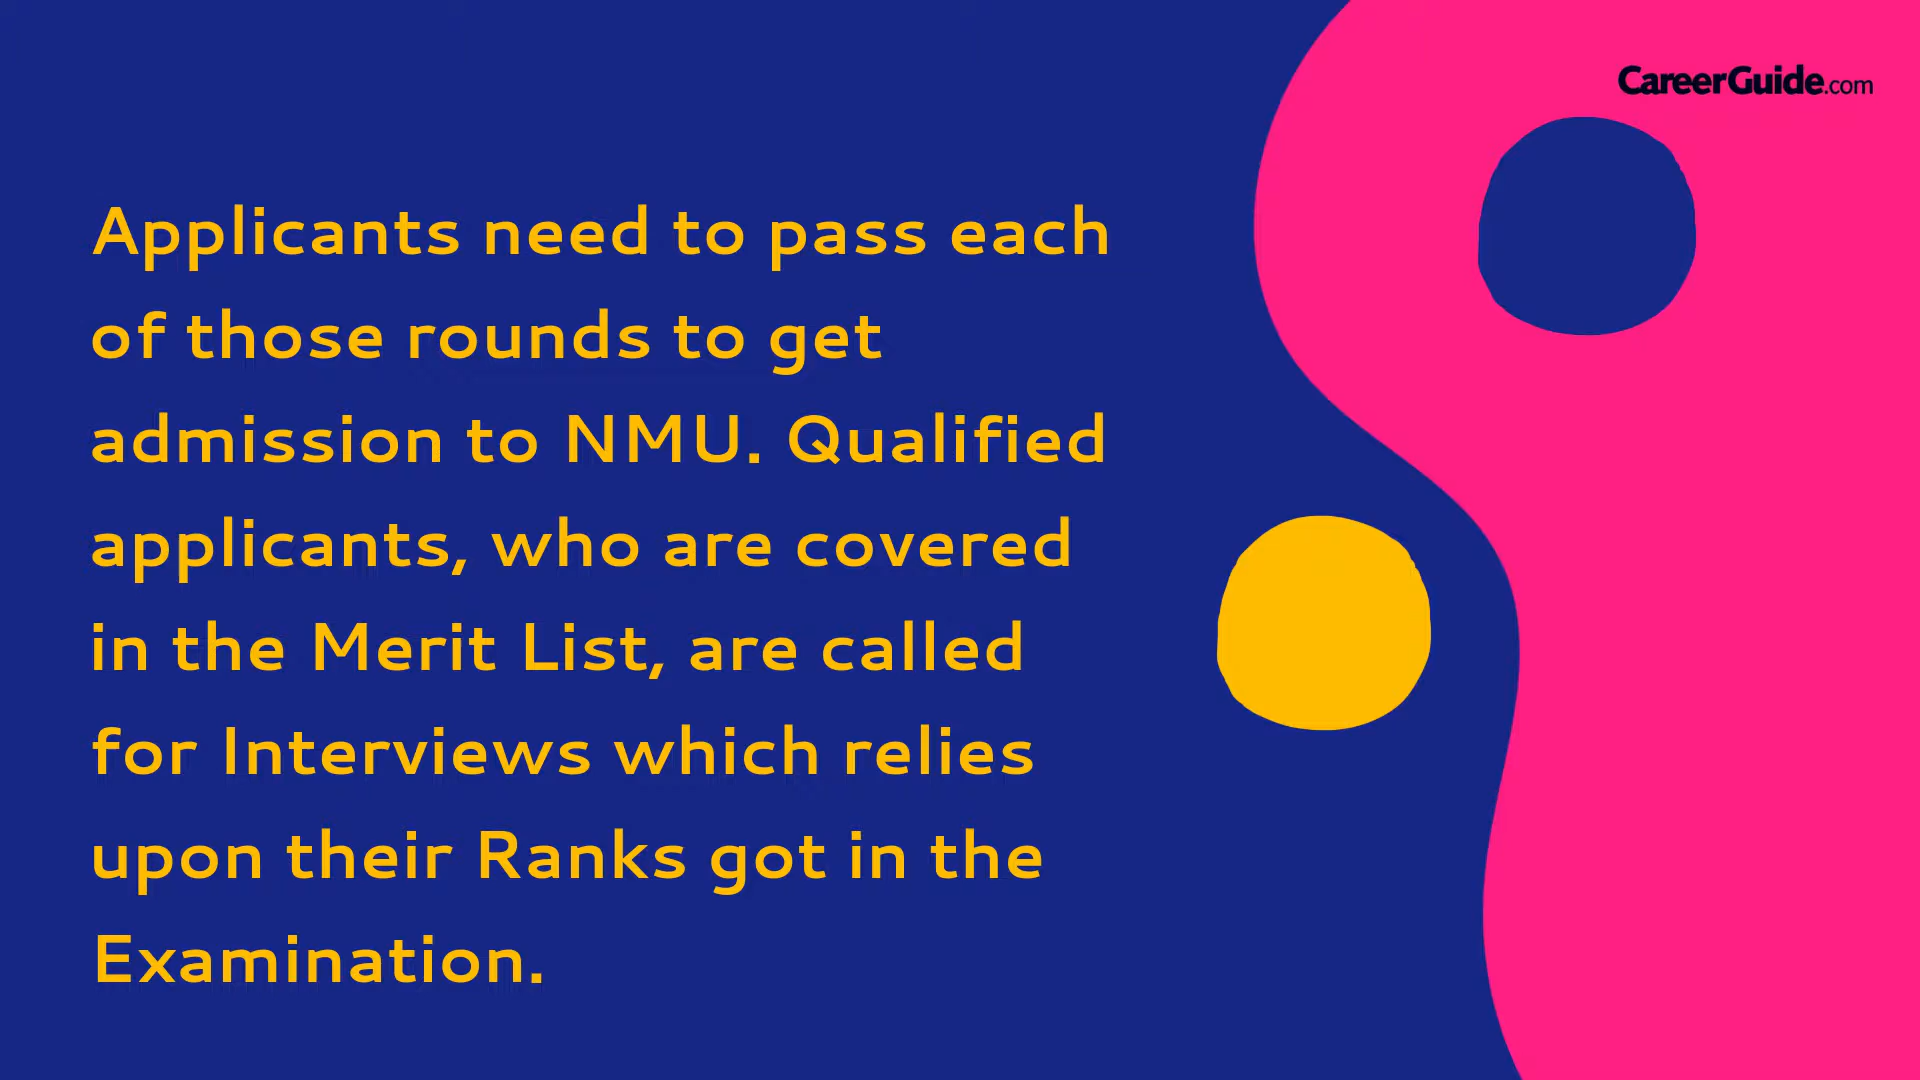 CareerGuide.com
Applicants need to pass each
of those rounds to get
admission to NMU. Qualified
applicants, who are covered
in the Merit List, are called
for Interviews which relies
upon their Ranks got in the
Examination.